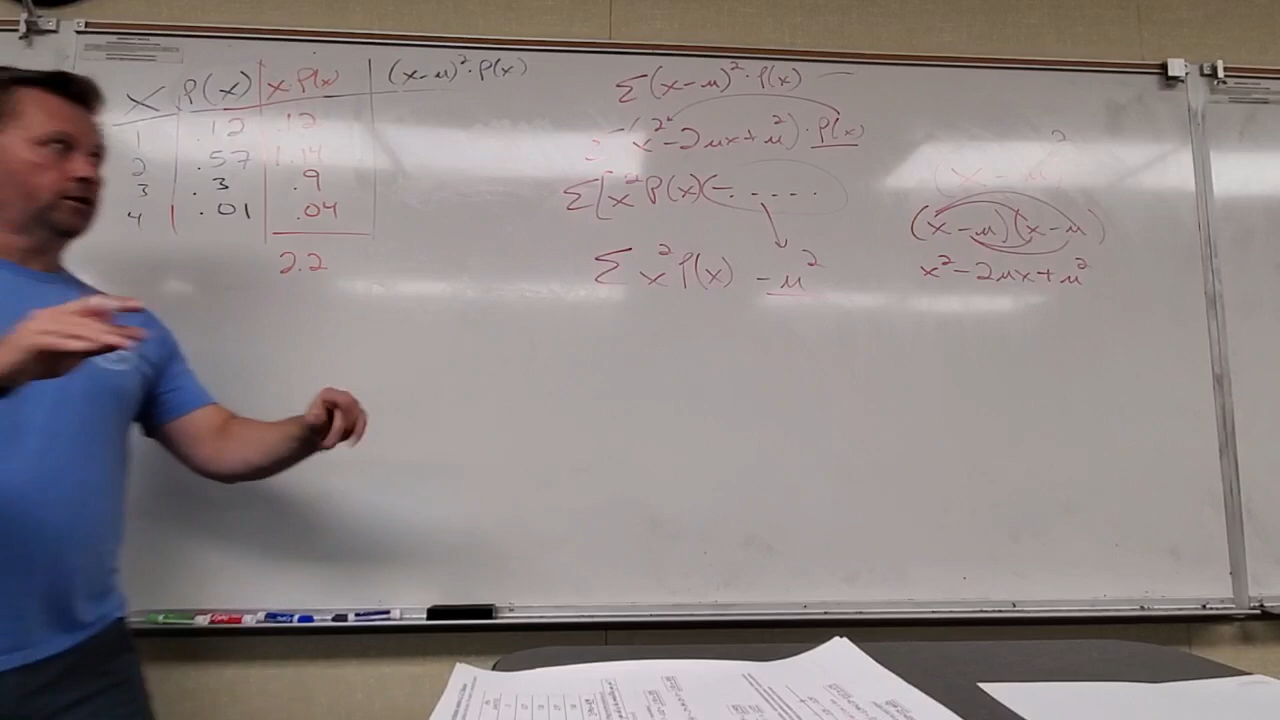 X P(x) x P(x) (x-μ)²·P(x)
1 .12 .12
2 .57 1.14
3 .3 .9
4 .01 .04
2.2
Σ(x-μ)²·P(x)
Σ(x²-2μx+μ²)·P(x)
Σ[x²P(x)(-....
Σ x²P(x) -μ²
(x-μ)²
(x-μ)(x-μ)
x²-2μx+μ²